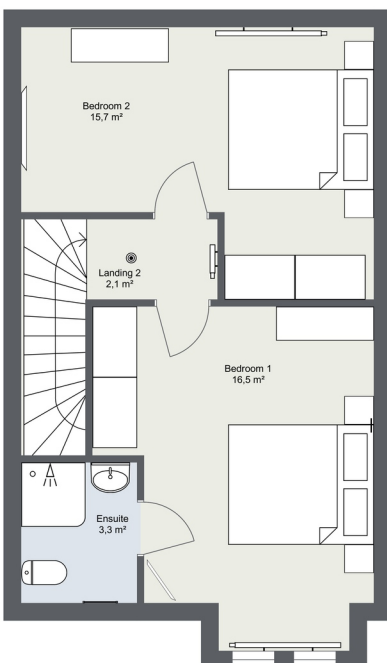 Bedroom 2
15,7 m²
Landing 2
2,1 m²
Bedroom 1
16,5 m²
Ensuite
3,3 m²